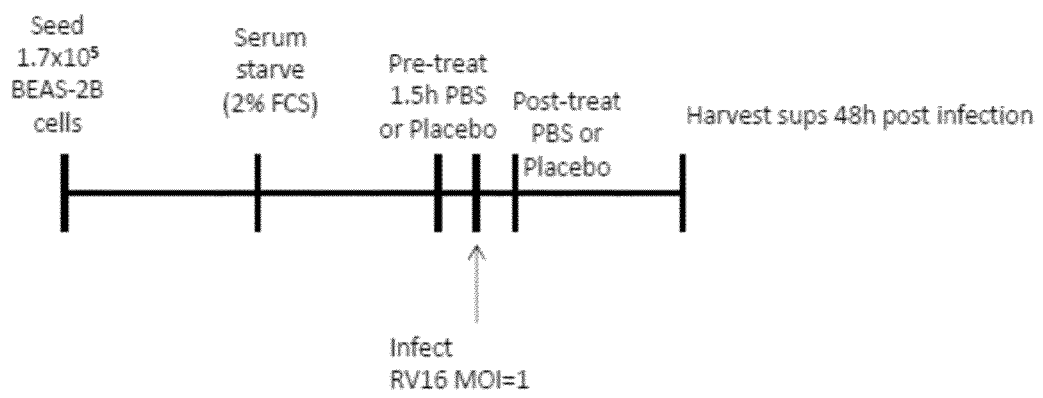 Seed
1.7x10⁵
BEAS-2B
cells
Serum
starve
(2% FCS)
Pre-treat
1.5h PBS
or Placebo
Post-treat
PBS or
Placebo
Harvest sups 48h post infection
Infect
RV16 MOI=1